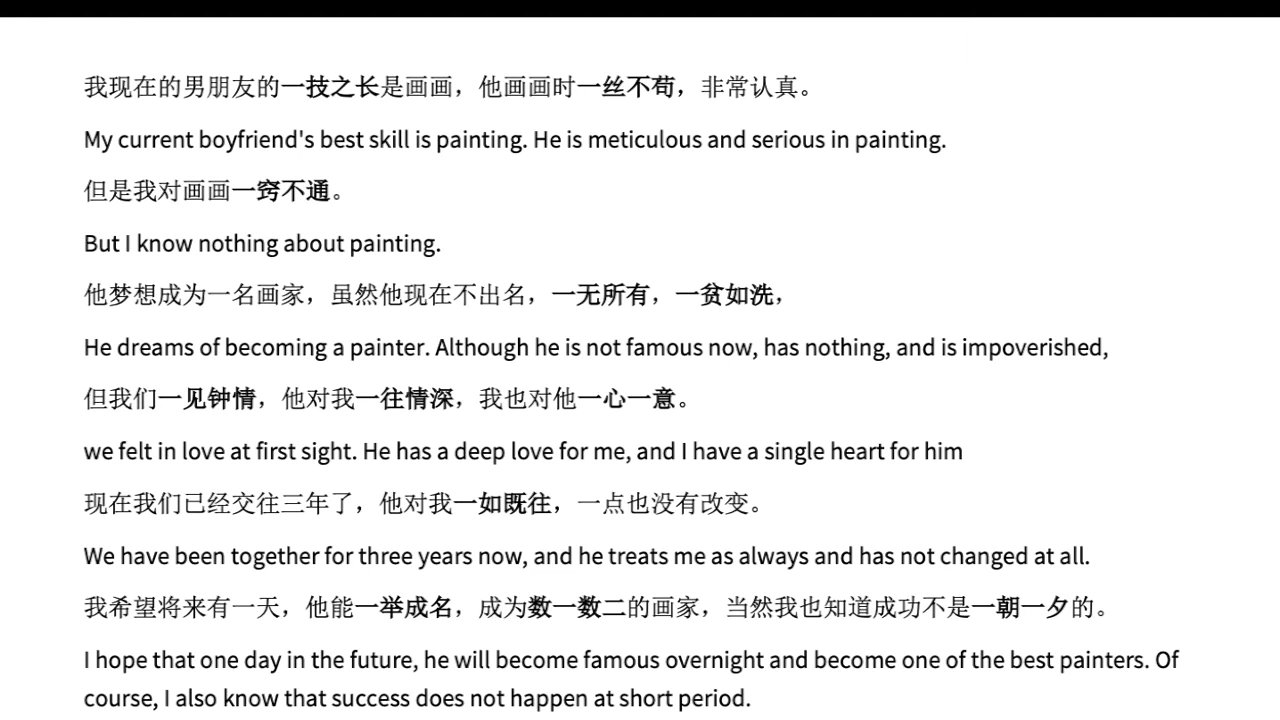 我现在的男朋友的一技之长是画画，他画画时一丝不苟，非常认真。
My current boyfriend's best skill is painting. He is meticulous and serious in painting.
但是我对画画一窍不通。
But I know nothing about painting.
他梦想成为一名画家，虽然他现在不出名，一无所有，一贫如洗，
He dreams of becoming a painter. Although he is not famous now, has nothing, and is impoverished,
但我们一见钟情，他对我一往情深，我也对他一心一意。
we felt in love at first sight. He has a deep love for me, and I have a single heart for him
现在我们已经交往三年了，他对我一如既往，一点也没有改变。
We have been together for three years now, and he treats me as always and has not changed at all.
我希望将来有一天，他能一举成名，成为数一数二的画家，当然我也知道成功不是一朝一夕的。
I hope that one day in the future, he will become famous overnight and become one of the best painters. Of
course, I also know that success does not happen at short period.